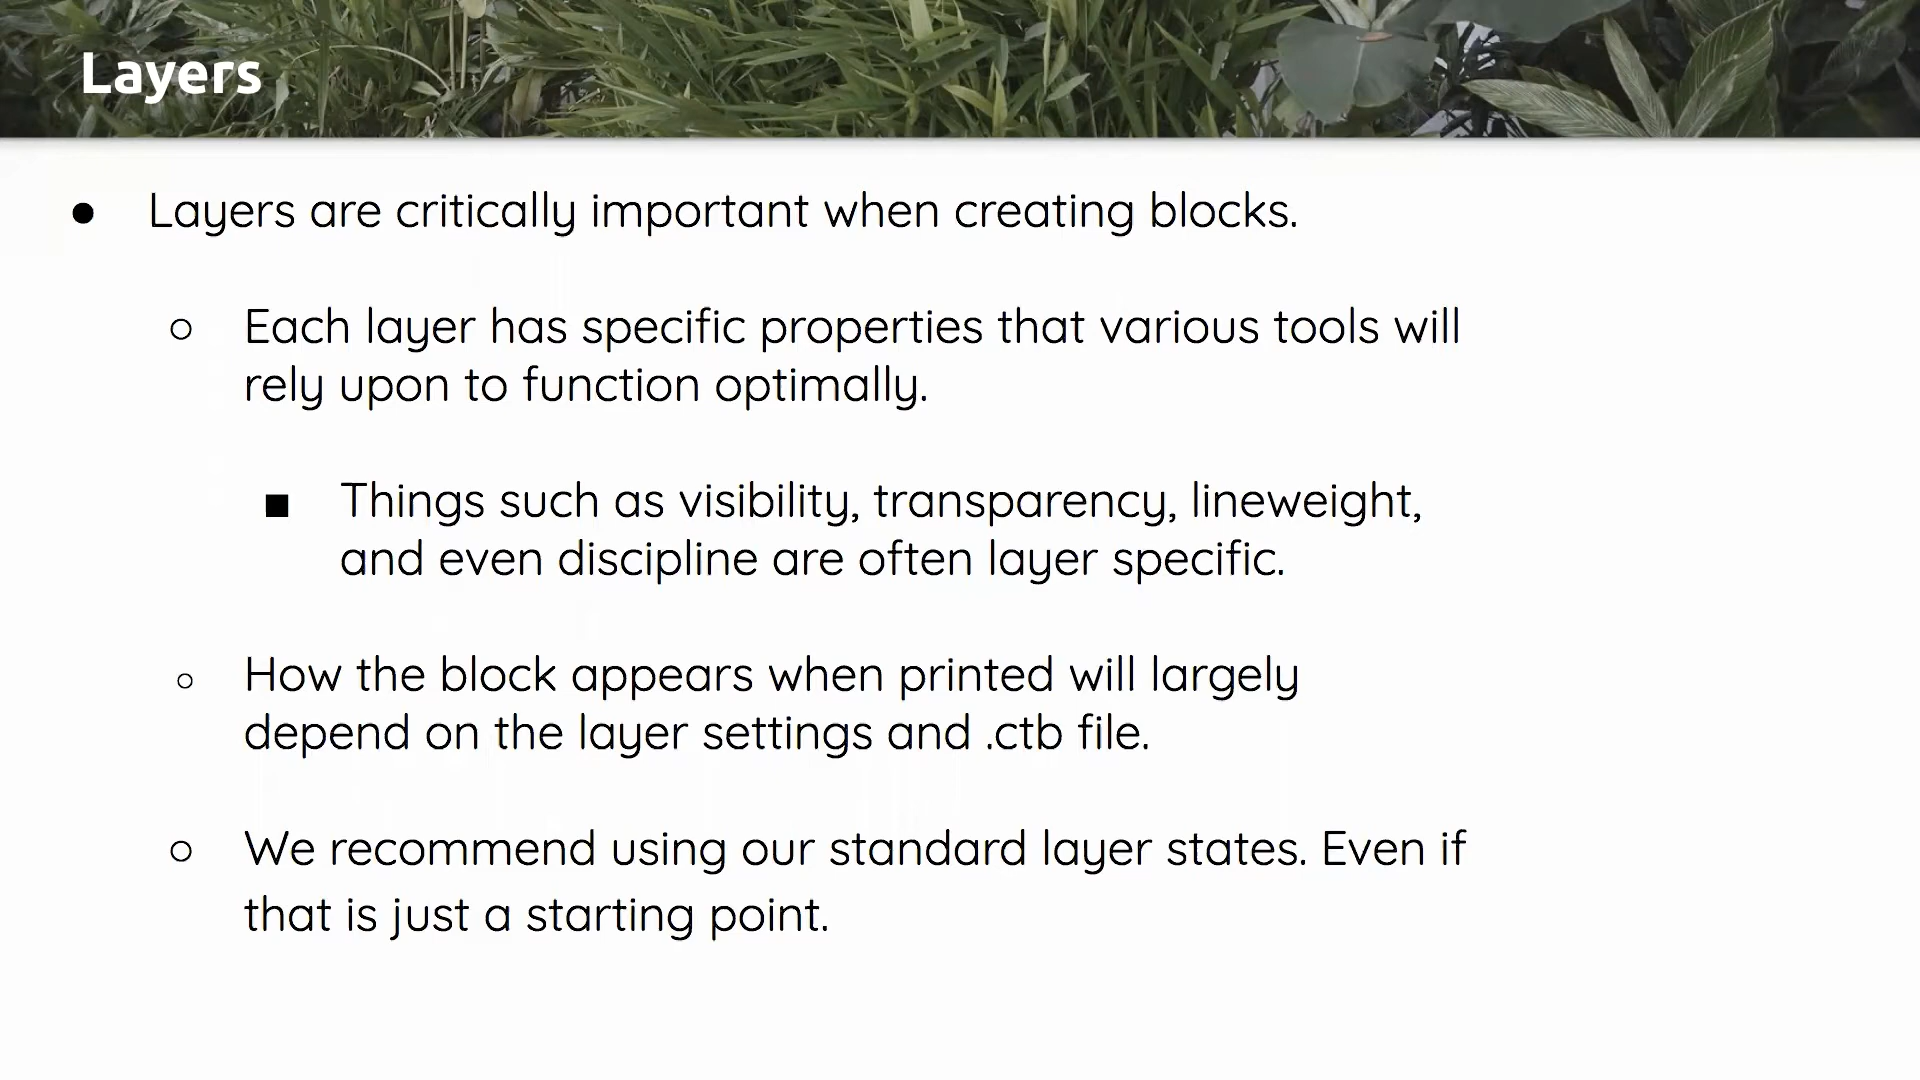 Layers
● Layers are critically important when creating blocks.
○ Each layer has specific properties that various tools will
rely upon to function optimally.
■ Things such as visibility, transparency, lineweight,
and even discipline are often layer specific.
○ How the block appears when printed will largely
depend on the layer settings and .ctb file.
○ We recommend using our standard layer states. Even if
that is just a starting point.